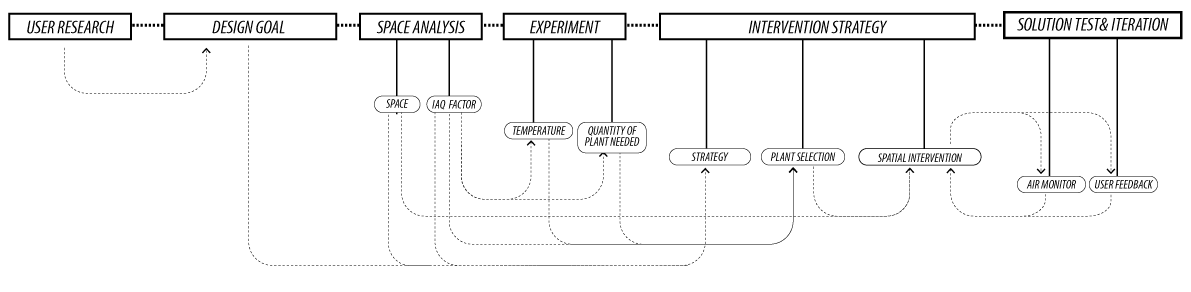 USER RESEARCH
DESIGN GOAL
SPACE ANALYSIS
EXPERIMENT
INTERVENTION STRATEGY
SOLUTION TEST& ITERATION
SPACE
IAQ FACTOR
TEMPERATURE
QUANTITY OF
PLANT NEEDED
STRATEGY
PLANT SELECTION
SPATIAL INTERVENTION
AIR MONITOR
USER FEEDBACK